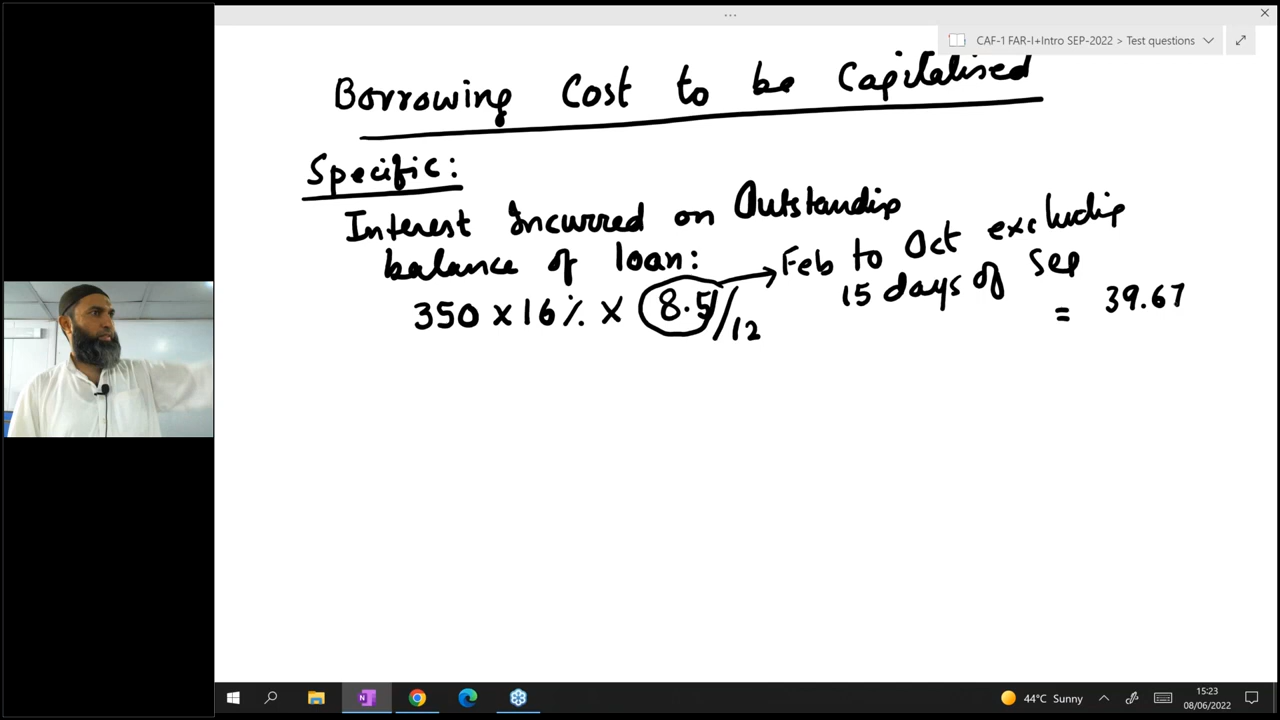 CAF-1 FAR-I+Intro SEP-2022 > Test questions
Borrowing Cost to be Capitalised
Specific:
Interest Incurred on Outstanding
balance of loan:
Feb to Oct excluding
15 days of Sep
350 x 16% x 8.5/12
= 39.67
44°C Sunny
15:23
08/06/2022